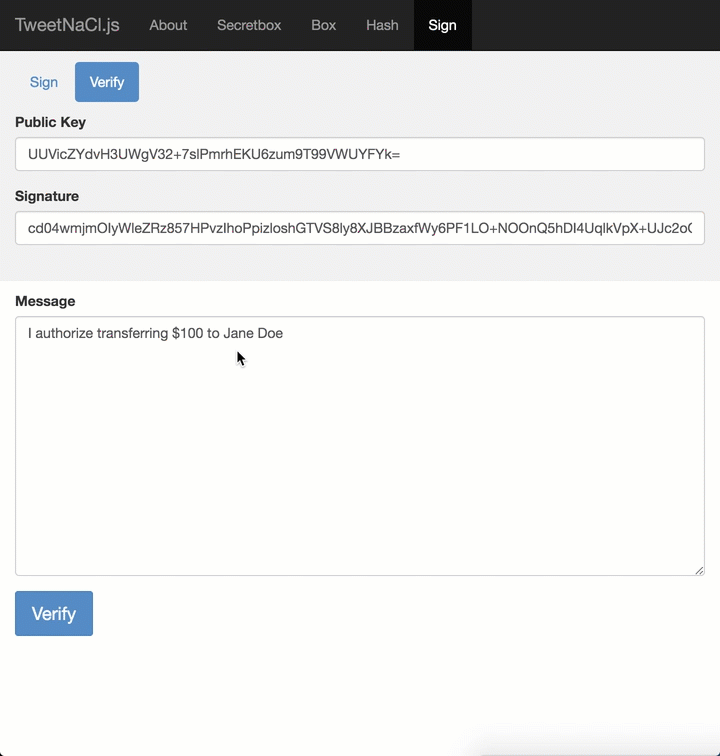 TweetNaCl.js About Secretbox Box Hash Sign
Sign Verify
Public Key
UUVicZYdvH3UWgV32+7slPmrhEKU6zum9T99VWUYFYk=
Signature
cd04wmjmOIyWleZRz857HPvzIhoPpizloshGTVS8ly8XJBBzaxfWy6PF1LO+NOOnQ5hDI4UqlkVpX+UJc2o
Message
I authorize transferring $100 to Jane Doe
Verify